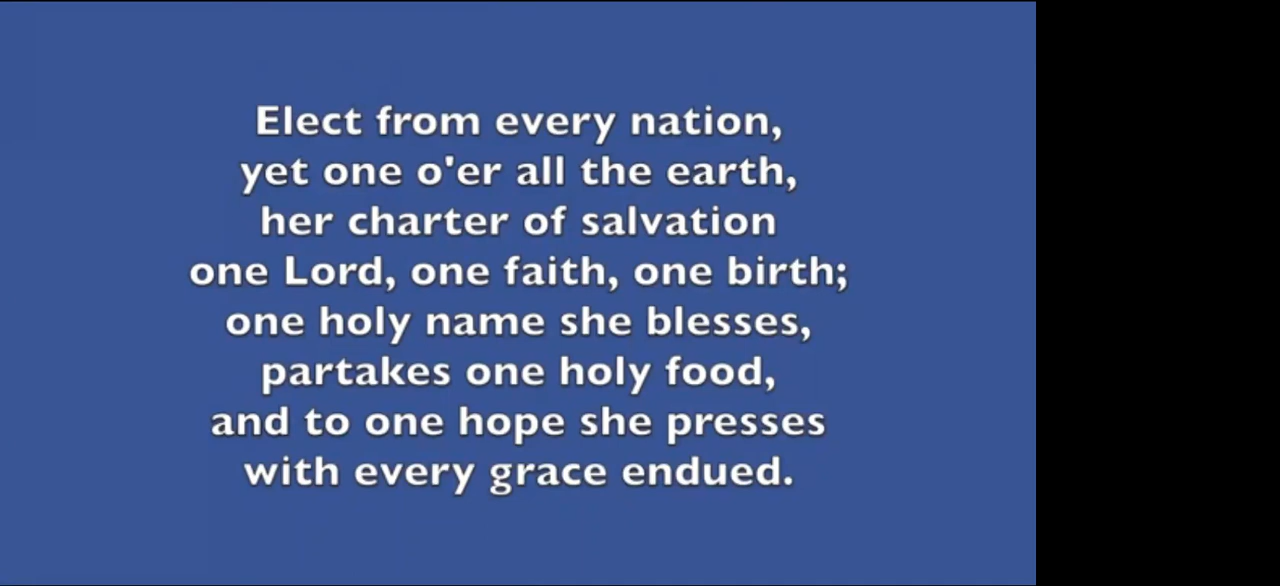 Elect from every nation,
yet one o'er all the earth,
her charter of salvation
one Lord, one faith, one birth;
one holy name she blesses,
partakes one holy food,
and to one hope she presses
with every grace endued.